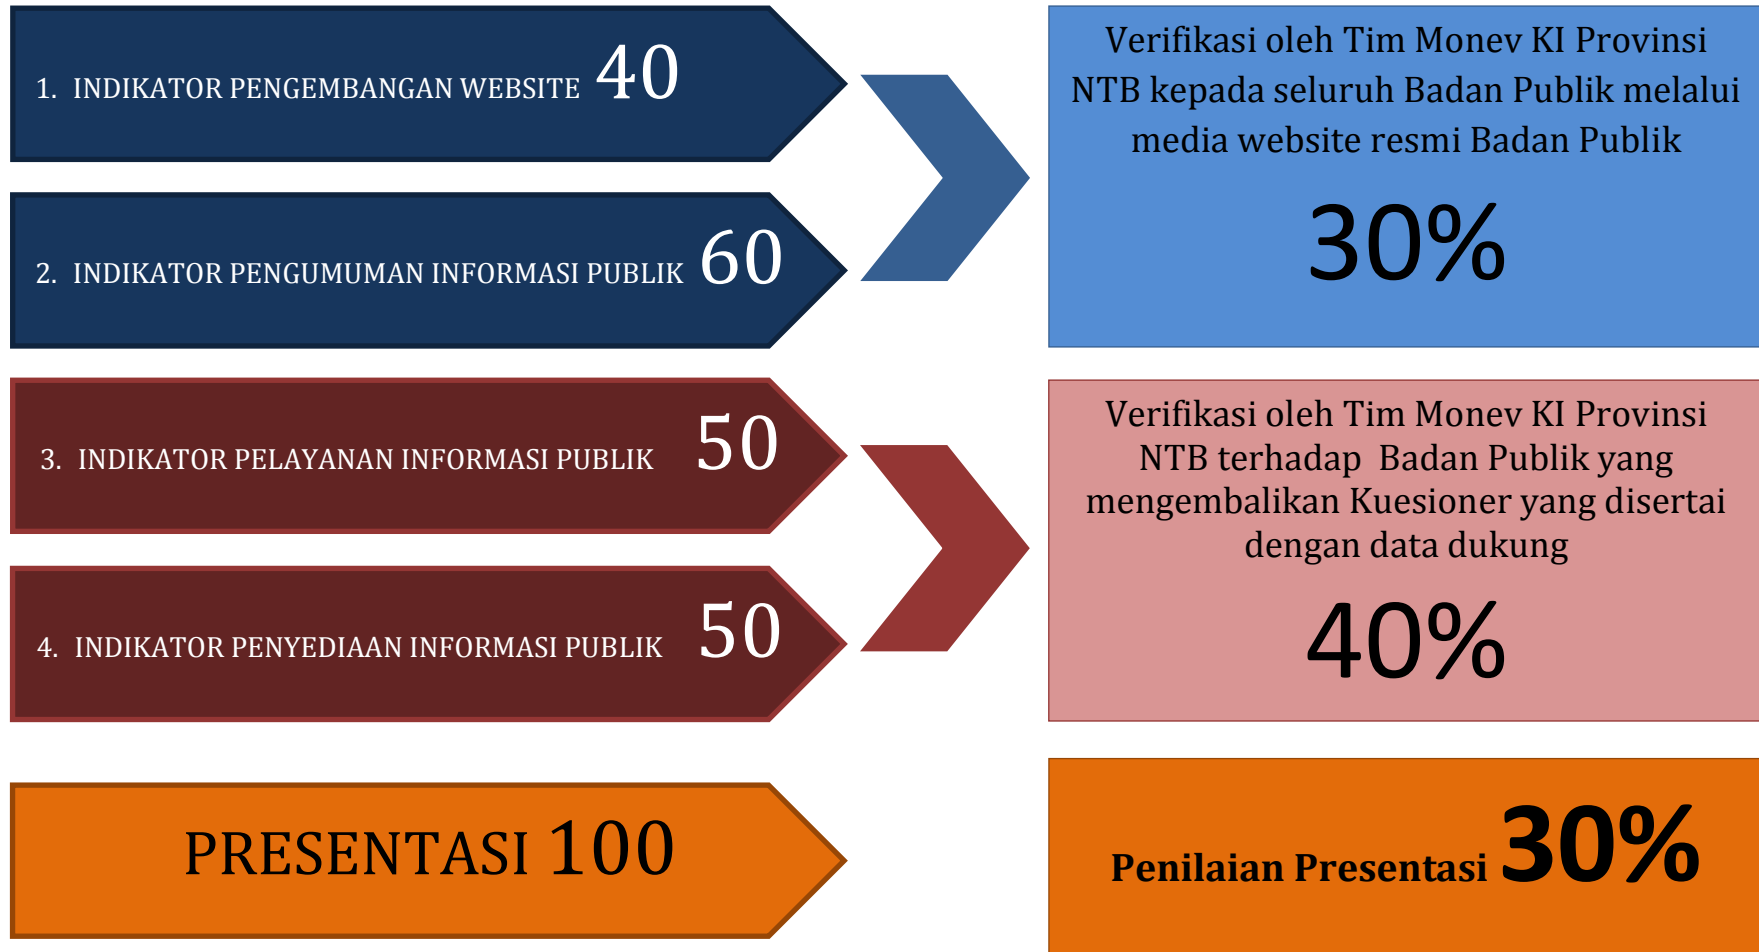 1. INDIKATOR PENGEMBANGAN WEBSITE 40
2. INDIKATOR PENGUMUMAN INFORMASI PUBLIK 60
Verifikasi oleh Tim Monev KI Provinsi
NTB kepada seluruh Badan Publik melalui
media website resmi Badan Publik
30%
3. INDIKATOR PELAYANAN INFORMASI PUBLIK 50
4. INDIKATOR PENYEDIAAN INFORMASI PUBLIK 50
Verifikasi oleh Tim Monev KI Provinsi
NTB terhadap Badan Publik yang
mengembalikan Kuesioner yang disertai
dengan data dukung
40%
PRESENTASI 100
Penilaian Presentasi 30%